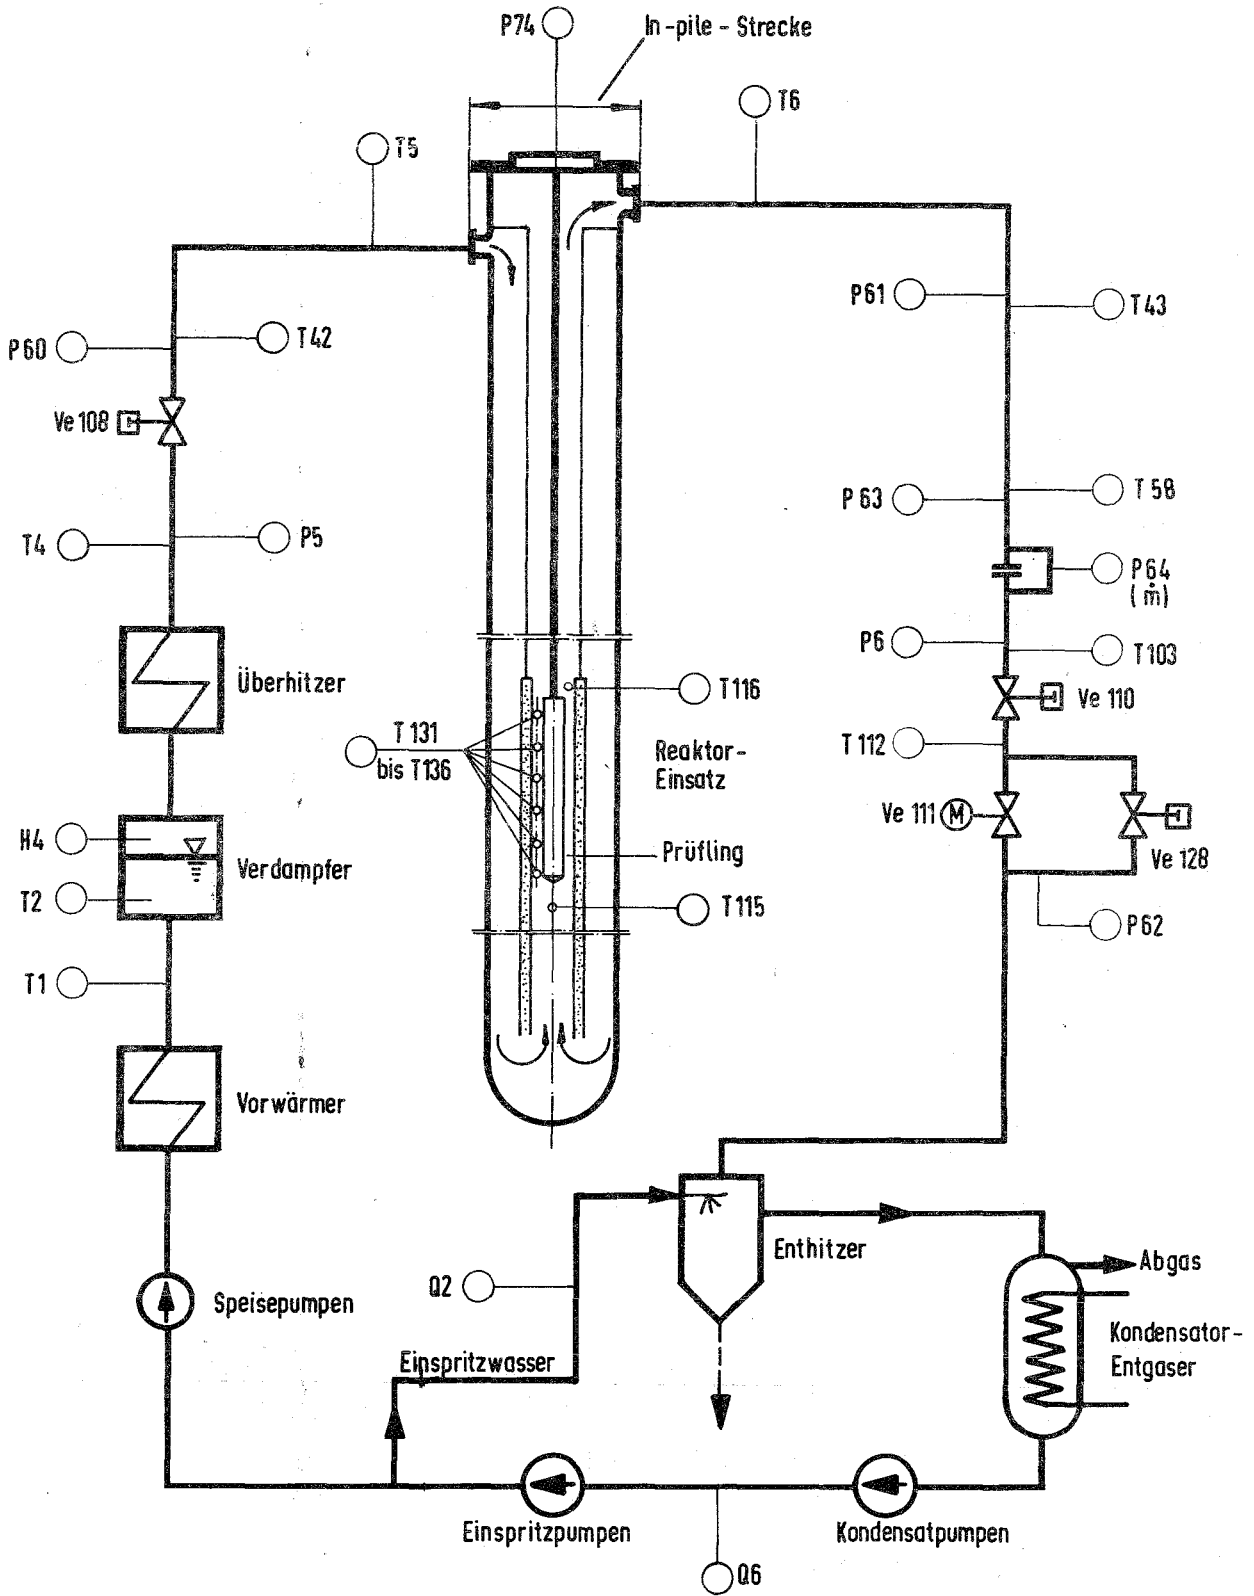 P74
In-pile-Strecke
T6
T5
P61
T43
P60
T42
Ve 108
P63
T58
T4
P5
P64
(ṁ)
P6
T103
Überhitzer
T116
Ve 110
T 131
bis T136
T 112
Reaktor-
Einsatz
H4
Verdampfer
Ve 111
M
Prüfling
Ve 128
T2
T115
P62
T1
Vorwärmer
Enthitzer
Abgas
Q2
Speisepumpen
Kondensator-
Entgaser
Einspritzwasser
Einspritzpumpen
Kondensatpumpen
Q6